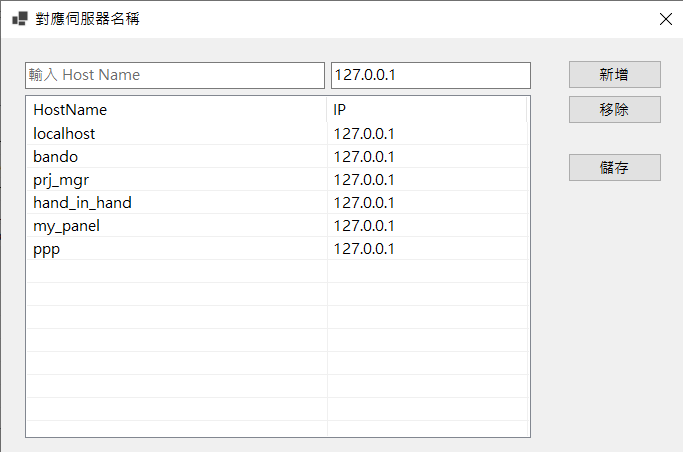 對應伺服器名稱
輸入 Host Name 127.0.0.1 新增
HostName IP 移除
localhost 127.0.0.1
bando 127.0.0.1
prj_mgr 127.0.0.1 儲存
hand_in_hand 127.0.0.1
my_panel 127.0.0.1
ppp 127.0.0.1